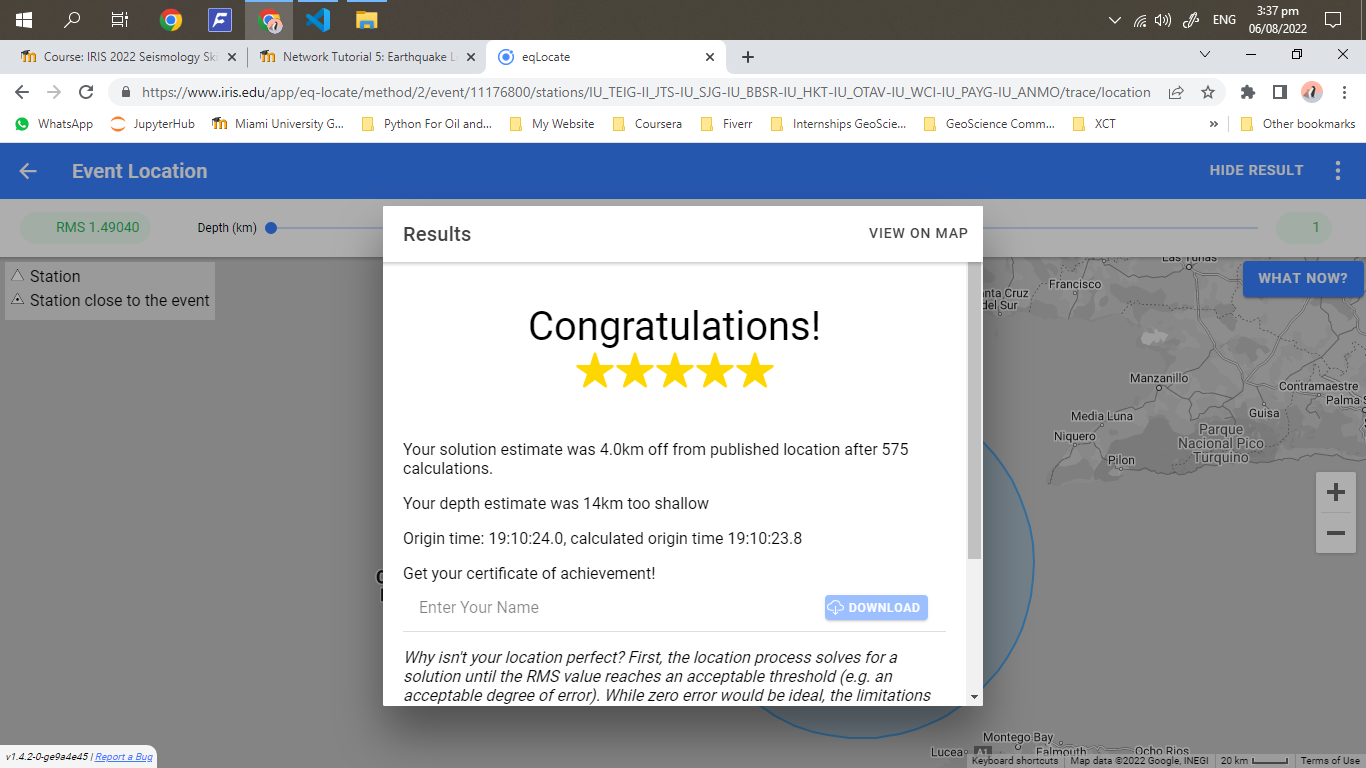 ENG
3:37 pm
06/08/2022
Course: IRIS 2022 Seismology Ski
Network Tutorial 5: Earthquake L
eqLocate
https://www.iris.edu/app/eq-locate/method/2/event/11176800/stations/IU_TEIG-II_JTS-IU_SJG-IU_BBSR-IU_HKT-IU_OTAV-IU_WCI-IU_PAYG-IU_ANMO/trace/location
WhatsApp
JupyterHub
Miami University G...
Python For Oil and...
My Website
Coursera
Fiverr
Internships GeoScie...
GeoScience Comm...
XCT
»
Other bookmarks
Event Location
HIDE RESULT
RMS 1.49040
Depth (km)
1
Station
Station close to the event
WHAT NOW?
Results
VIEW ON MAP
Congratulations!
Your solution estimate was 4.0km off from published location after 575
calculations.
Your depth estimate was 14km too shallow
Origin time: 19:10:24.0, calculated origin time 19:10:23.8
Get your certificate of achievement!
Enter Your Name
DOWNLOAD
Why isn't your location perfect? First, the location process solves for a
solution until the RMS value reaches an acceptable threshold (e.g. an
acceptable degree of error). While zero error would be ideal, the limitations
Las Tunas
Francisco
anta Cruz
del Sur
Manzanillo
Contramaestre
Palma S
Media Luna
Guisa
Niquero
Parque
Nacional Pico
Turquino
Pilon
Montego Bay
Lucea
A1
Falmouth
Ocho Rios
v1.4.2-0-ge9a4e45 | Report a Bug
Keyboard shortcuts
Map data ©2022 Google, INEGI
20 km
Terms of Use